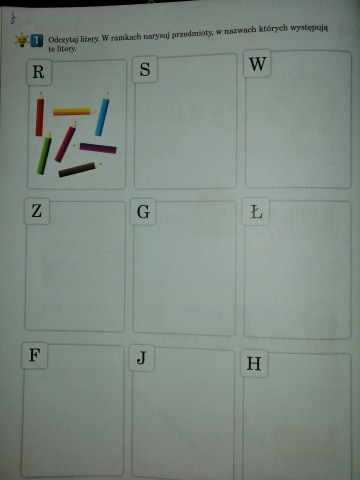 1 Odczytaj litery. W ramkach narysuj przedmioty, w nazwach których występują
te litery.
R S W
Z G Ł
F J H